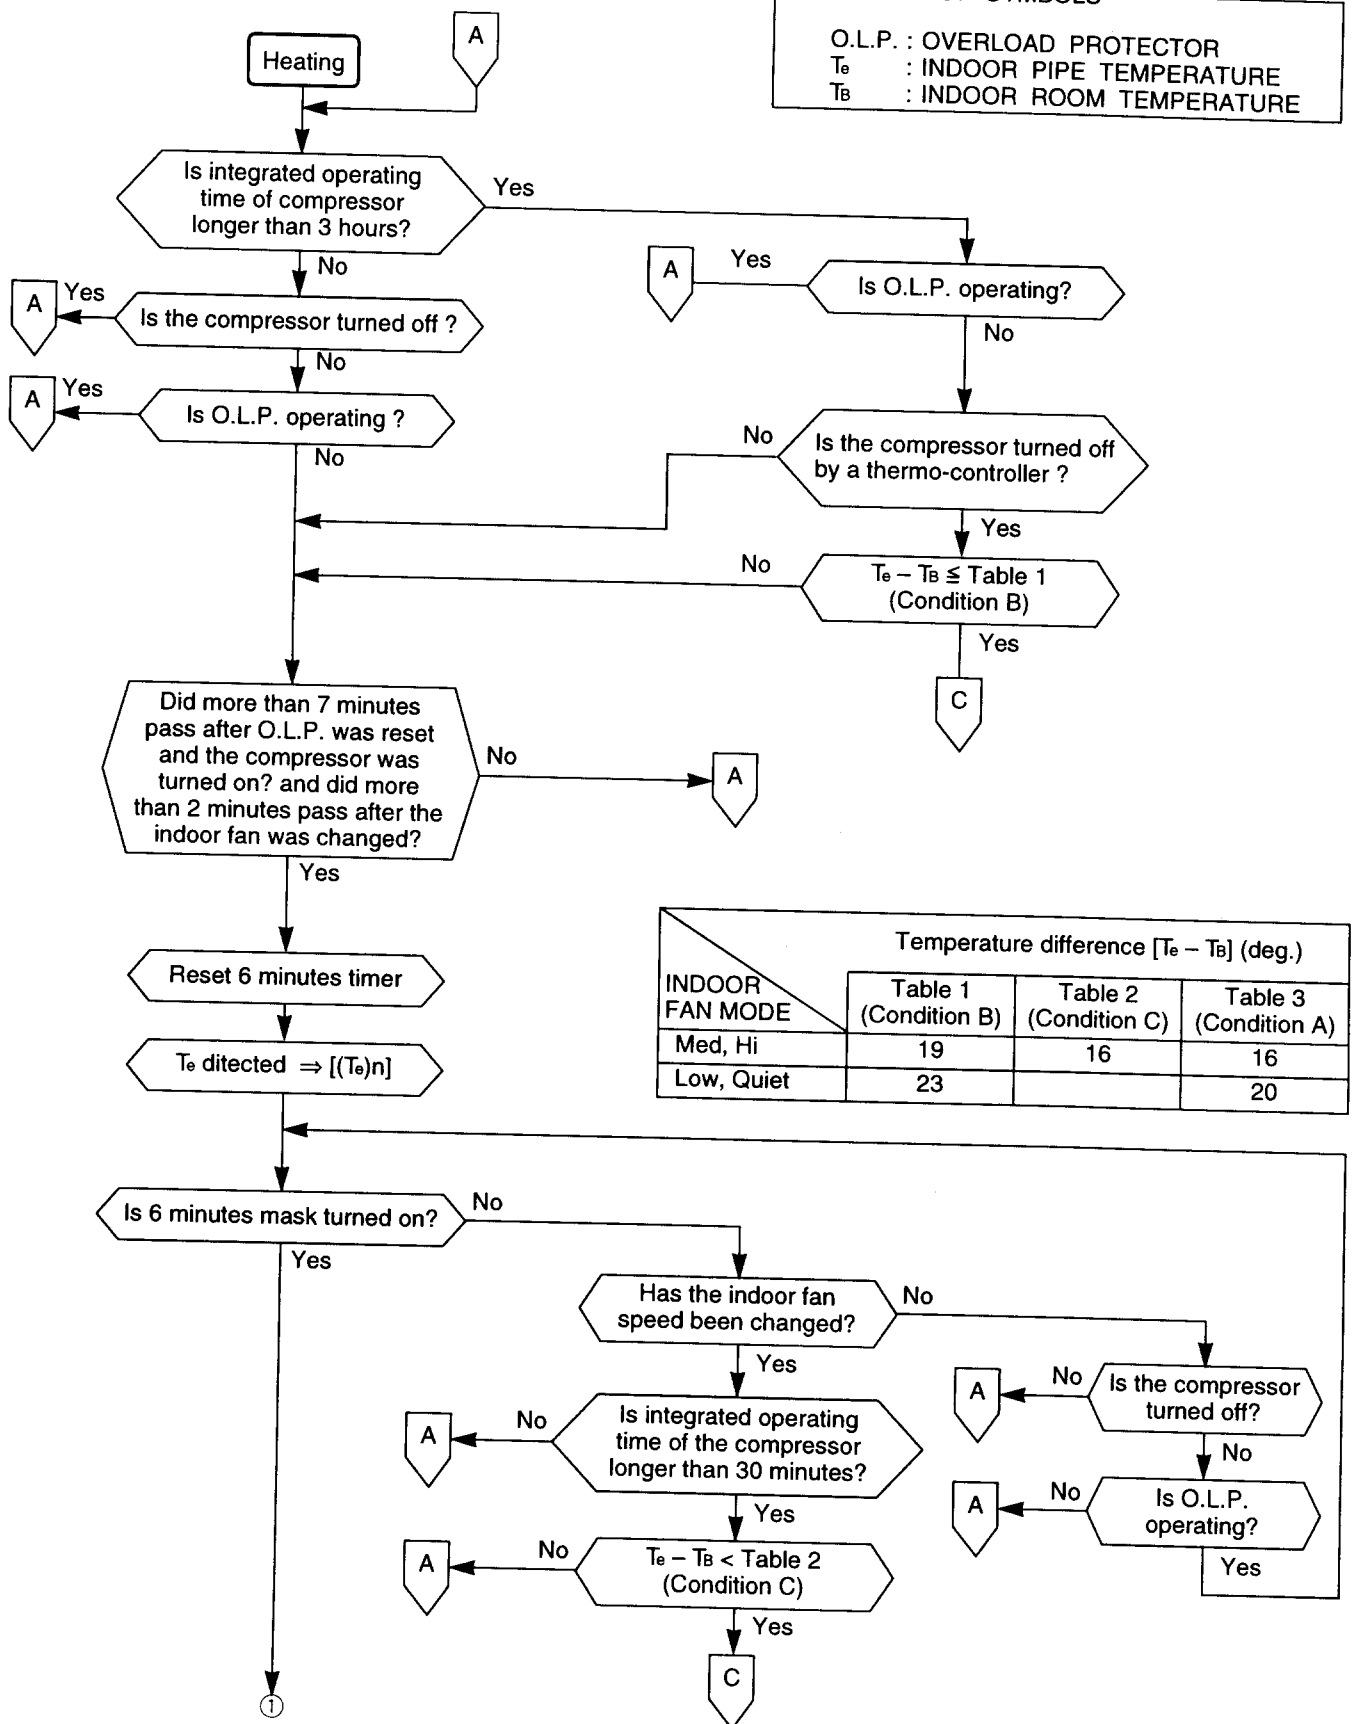 A
Heating
O.L.P. : OVERLOAD PROTECTOR
Te : INDOOR PIPE TEMPERATURE
TB : INDOOR ROOM TEMPERATURE
Is integrated operating
time of compressor
longer than 3 hours?
Yes
No
A
Yes
Is O.L.P. operating?
No
A
Yes
Is the compressor turned off ?
No
A
Yes
Is O.L.P. operating ?
No
No
Is the compressor turned off
by a thermo-controller ?
Yes
No
Te – TB ≦ Table 1
(Condition B)
Yes
C
Did more than 7 minutes
pass after O.L.P. was reset
and the compressor was
turned on? and did more
than 2 minutes pass after the
indoor fan was changed?
No
A
Yes
Reset 6 minutes timer
Te ditected ⇒ [(Te)n]
Temperature difference [Te – TB] (deg.)
INDOOR
FAN MODE
Table 1
(Condition B)
Table 2
(Condition C)
Table 3
(Condition A)
Med, Hi 19 16 16
Low, Quiet 23 20
Is 6 minutes mask turned on?
No
Yes
Has the indoor fan
speed been changed?
No
Yes
A
No
Is the compressor
turned off?
No
A
No
Is integrated operating
time of the compressor
longer than 30 minutes?
Yes
A
No
Is O.L.P.
operating?
Yes
A
No
Te – TB < Table 2
(Condition C)
Yes
C
①